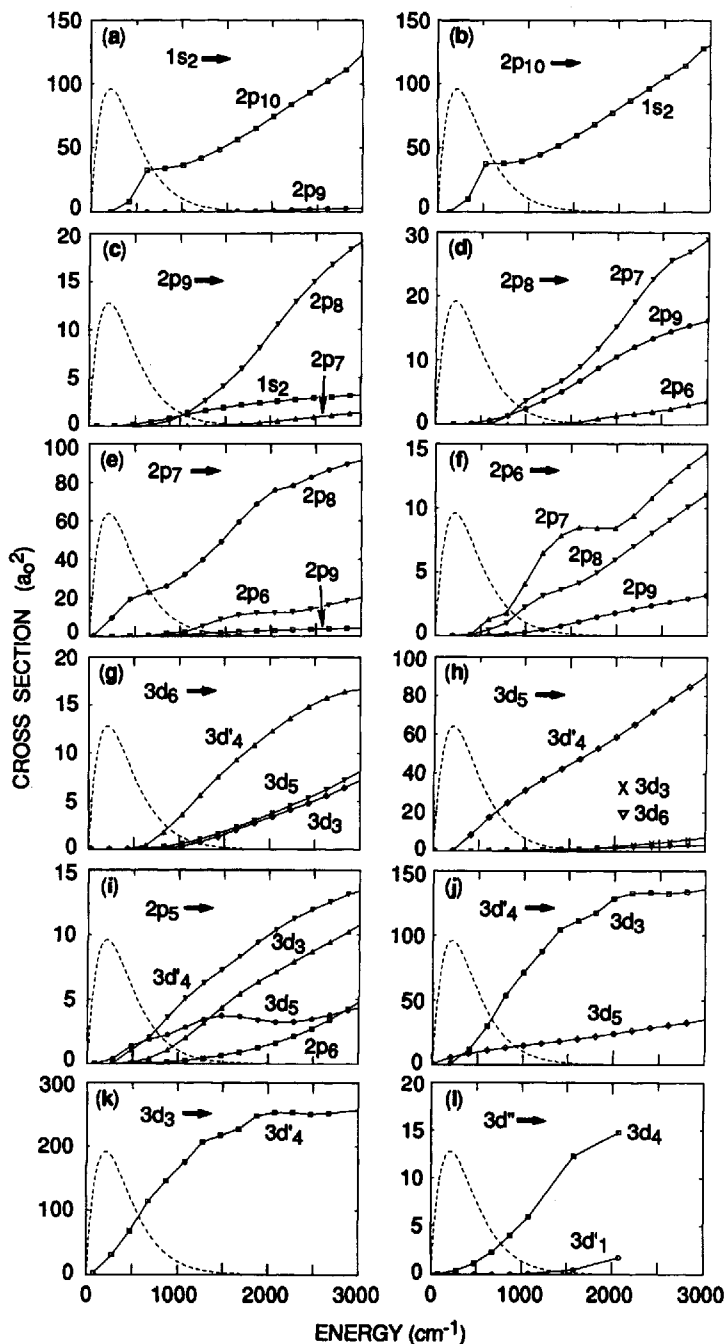 (a) 1s2 → 2p10 2p9
150 100 50 0
(b) 2p10 → 1s2
150 100 50 0
(c) 2p9 → 2p8 2p7 1s2
20 15 10 5 0
(d) 2p8 → 2p7 2p9 2p6
30 20 10 0
(e) 2p7 → 2p8 2p6 2p9
100 80 60 40 20 0
(f) 2p6 → 2p7 2p8 2p9
15 10 5 0
(g) 3d6 → 3d'4 3d5 3d3
20 15 10 5 0
(h) 3d5 → 3d'4 x 3d3 ▿ 3d6
100 80 60 40 20 0
(i) 2p5 → 3d'4 3d3 3d5 2p6
15 10 5 0
(j) 3d'4 → 3d3 3d5
150 100 50 0
(k) 3d3 → 3d'4
300 200 100 0
(l) 3d" → 3d4 3d'1
20 15 10 5 0
0 1000 2000 3000
0 1000 2000 3000
CROSS SECTION (ao2)
ENERGY (cm-1)